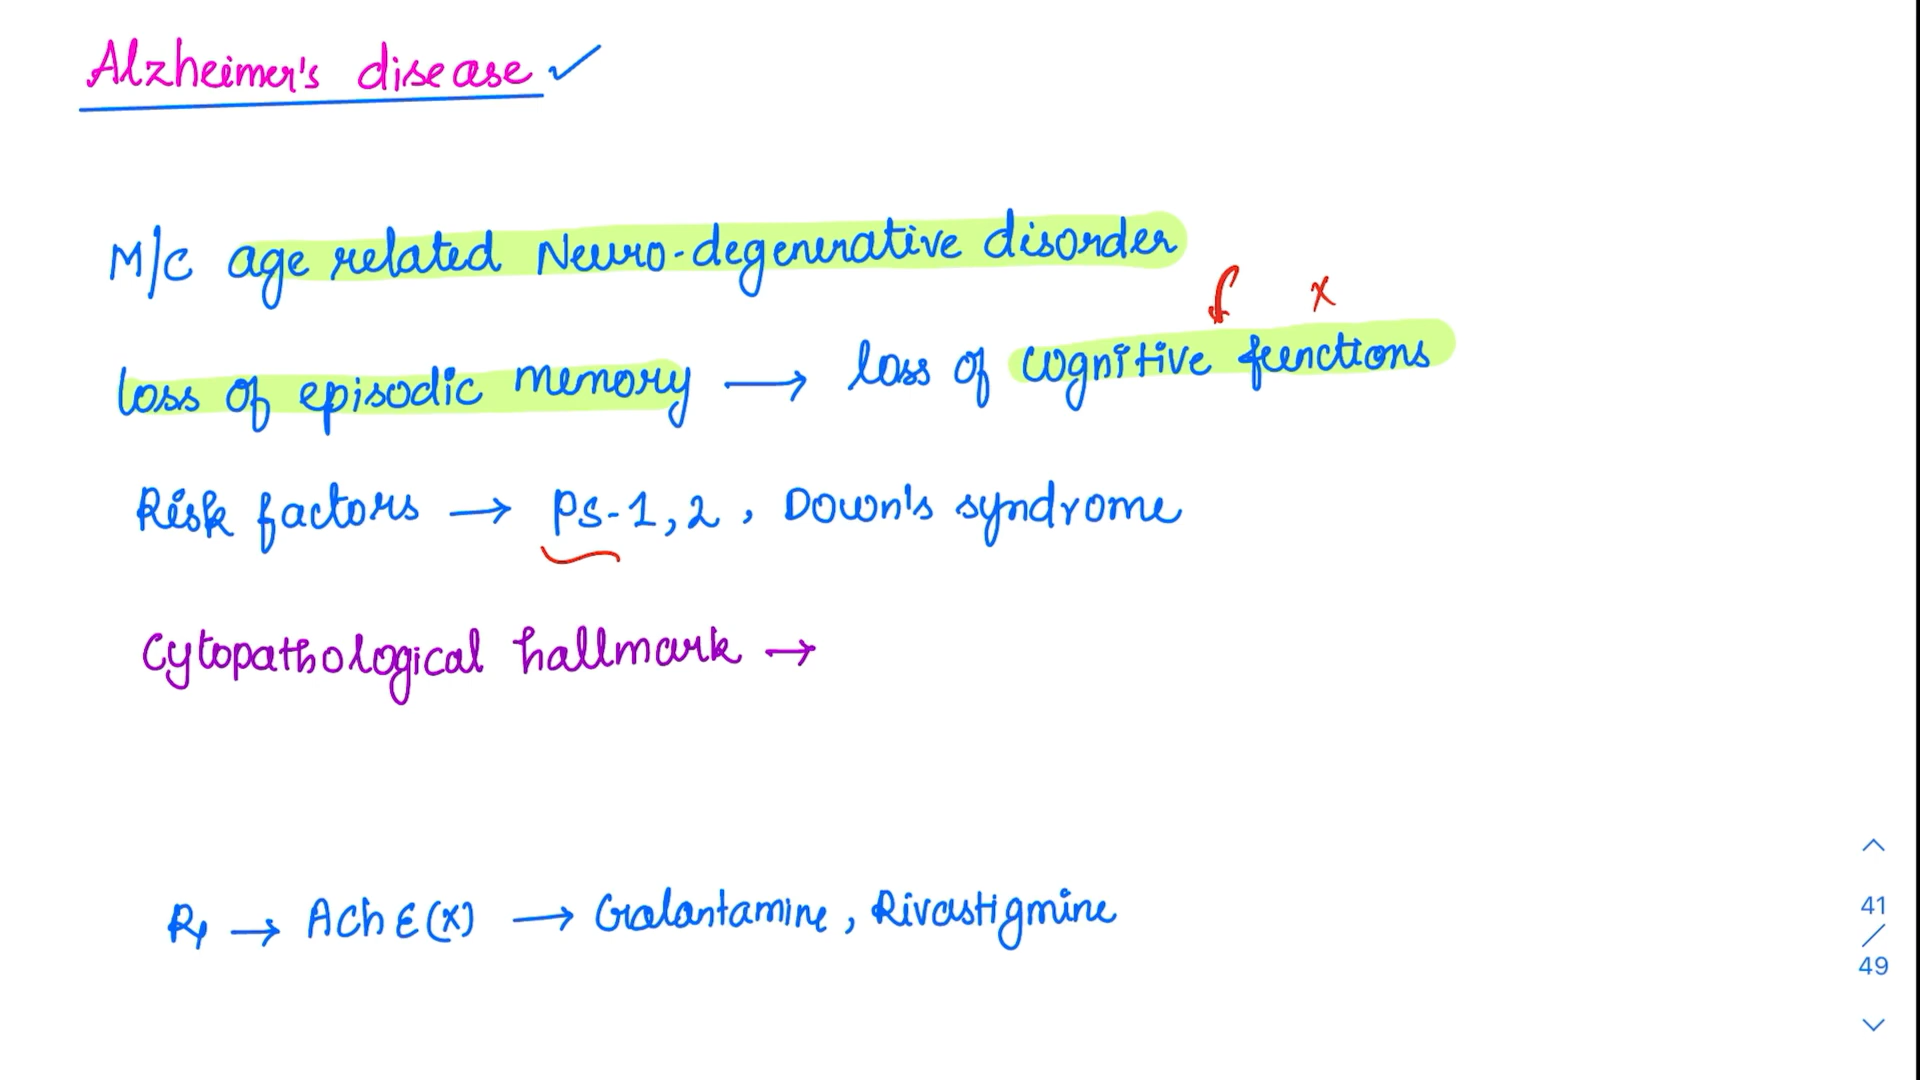 Alzheimer's disease ✓
M/c age related Neuro-degenerative disorder
x
loss of episodic memory → loss of cognitive functions
Risk factors → PS-1,2, Down's syndrome
Cytopathological hallmark →
Rx → AChE(x) → Galantamine, Rivastigmine
41
/
49